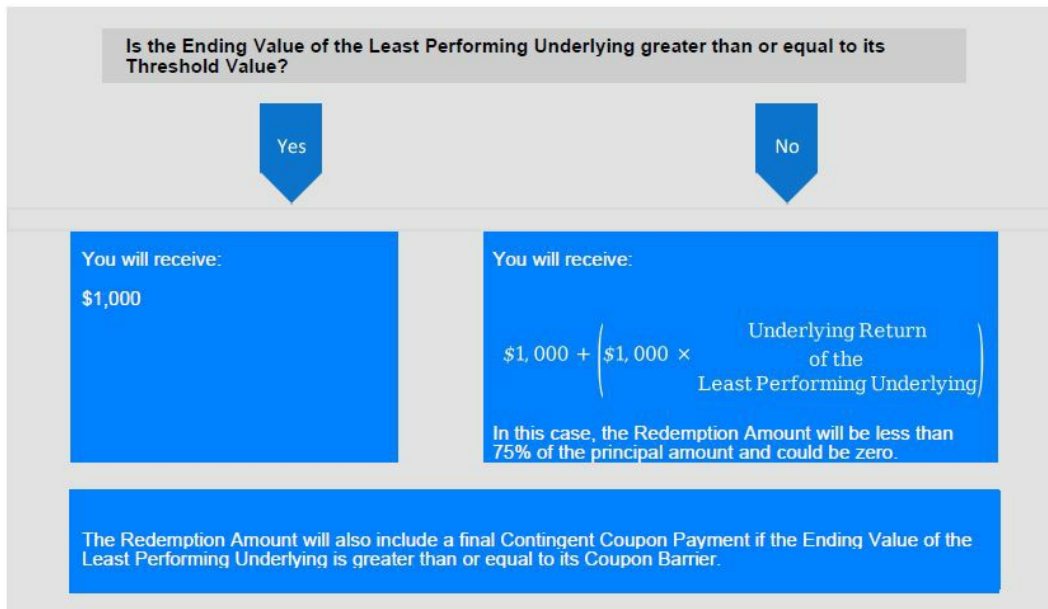 Is the Ending Value of the Least Performing Underlying greater than or equal to its
Threshold Value?
Yes
No
You will receive:
$1,000
You will receive:
$1,000 + ($1,000 × Underlying Return
of the
Least Performing Underlying)
In this case, the Redemption Amount will be less than
75% of the principal amount and could be zero.
The Redemption Amount will also include a final Contingent Coupon Payment if the Ending Value of the
Least Performing Underlying is greater than or equal to its Coupon Barrier.